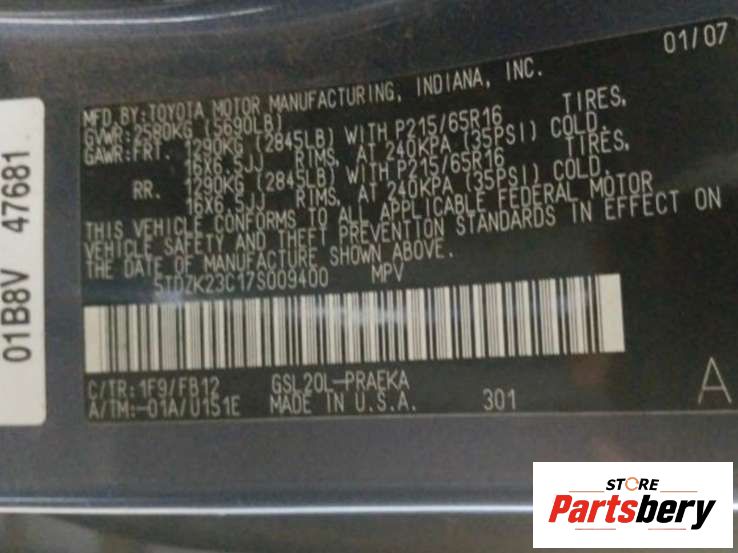 01/07
MFD.BY:TOYOTA MOTOR MANUFACTURING, INDIANA, INC.
GVWR:2580KG (5690LB)
GAWR:FRT. 1290KG (2845LB) WITH P215/65R16 TIRES,
16X6.5JJ RIMS, AT 240KPA (35PSI) COLD.
RR. 1290KG (2845LB) WITH P215/65R16 TIRES,
16X6.5JJ RIMS, AT 240KPA (35PSI) COLD.
THIS VEHICLE CONFORMS TO ALL APPLICABLE FEDERAL MOTOR
VEHICLE SAFETY AND THEFT PREVENTION STANDARDS IN EFFECT ON
THE DATE OF MANUFACTURE SHOWN ABOVE.
5TDZK23C17S009400 MPV
C/TR:1F9/FB12 GSL20L-PRAEKA
A/TM:-01A/U151E MADE IN U.S.A. 301
A
01B8V 47681
STORE
Partsbery